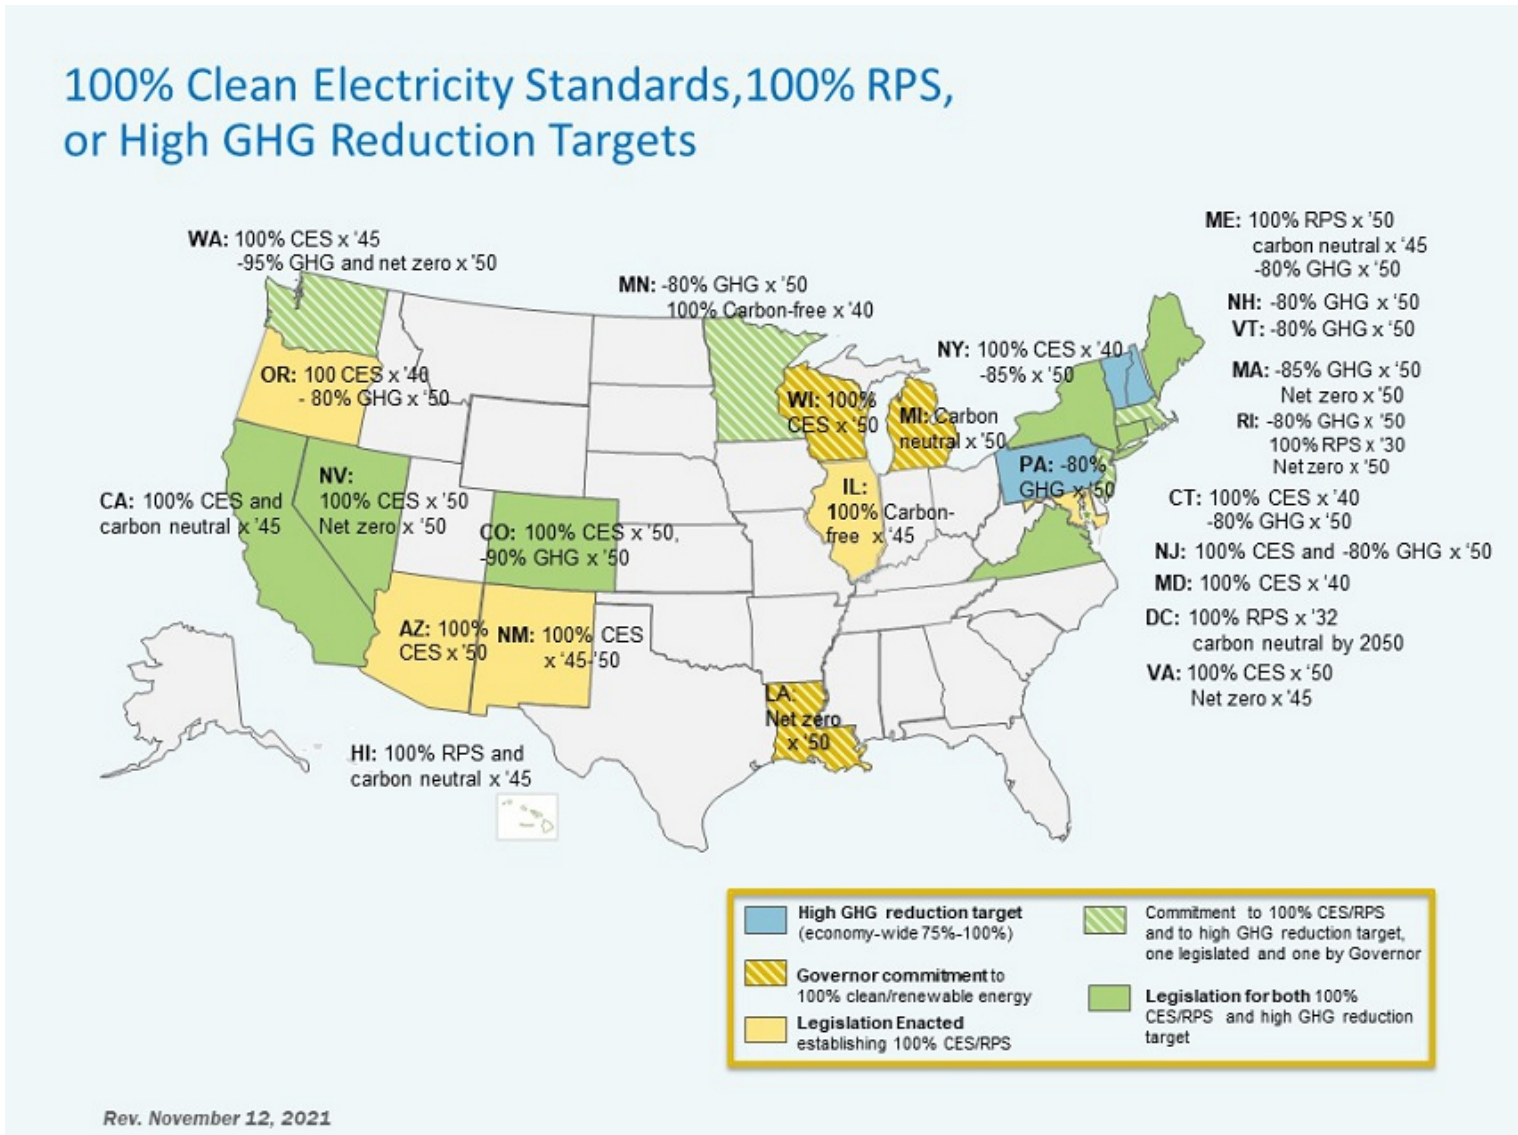 100% Clean Electricity Standards,100% RPS,
or High GHG Reduction Targets
WA: 100% CES x ‘45
-95% GHG and net zero x '50
MN: -80% GHG x ‘50
100% Carbon-free x '40
ME: 100% RPS x '50
carbon neutral x ‘45
-80% GHG x ‘50
NH: -80% GHG x ‘50
VT: -80% GHG x ‘50
NY: 100% CES x ‘40
-85% x ‘50
MA: -85% GHG x ‘50
Net zero x ‘50
RI: -80% GHG x '50
100% RPS x '30
Net zero x '50
OR: 100 CES x '40
- 80% GHG x ‘50
WI: 100%
CES x ‘50
MI: Carbon
neutral x '50
PA: -80%
GHG x ‘50
NV:
100% CES x ‘50
Net zero x ‘50
CA: 100% CES and
carbon neutral x '45
CO: 100% CES x '50,
-90% GHG x ‘50
IL:
100% Carbon-
free x ‘45
CT: 100% CES x ‘40
-80% GHG x ‘50
NJ: 100% CES and -80% GHG x ‘50
MD: 100% CES x ‘40
DC: 100% RPS x ‘32
carbon neutral by 2050
VA: 100% CES x ‘50
Net zero x ‘45
AZ: 100%
CES x '50
NM: 100% CES
x ‘45-'50
LA:
Net zero
x ‘50
HI: 100% RPS and
carbon neutral x ‘45
High GHG reduction target
(economy-wide 75%-100%)
Governor commitment to
100% clean/renewable energy
Legislation Enacted
establishing 100% CES/RPS
Commitment to 100% CES/RPS
and to high GHG reduction target,
one legislated and one by Governor
Legislation for both 100%
CES/RPS and high GHG reduction
target
Rev. November 12, 2021